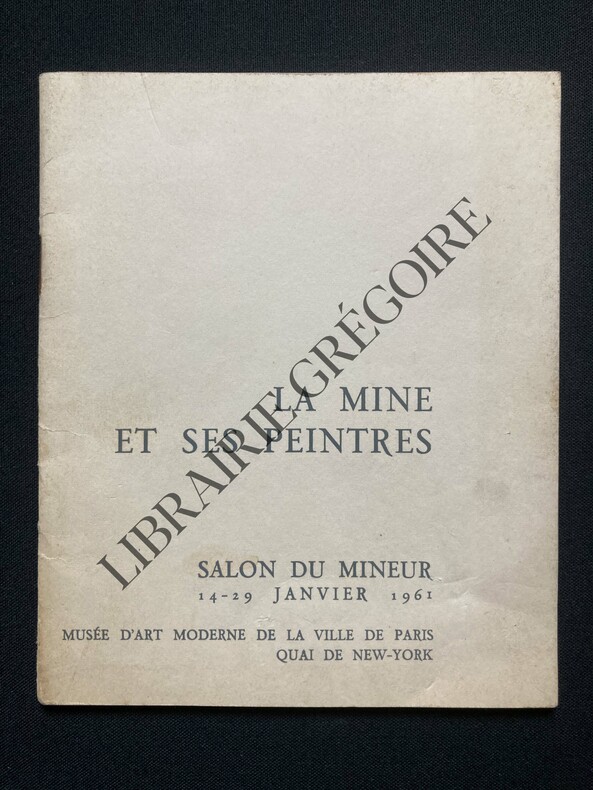 LA MINE
ET SES PEINTRES
SALON DU MINEUR
14-29 JANVIER 1961
MUSÉE D'ART MODERNE DE LA VILLE DE PARIS
QUAI DE NEW-YORK
LIBRAIRIE GRÉGOIRE